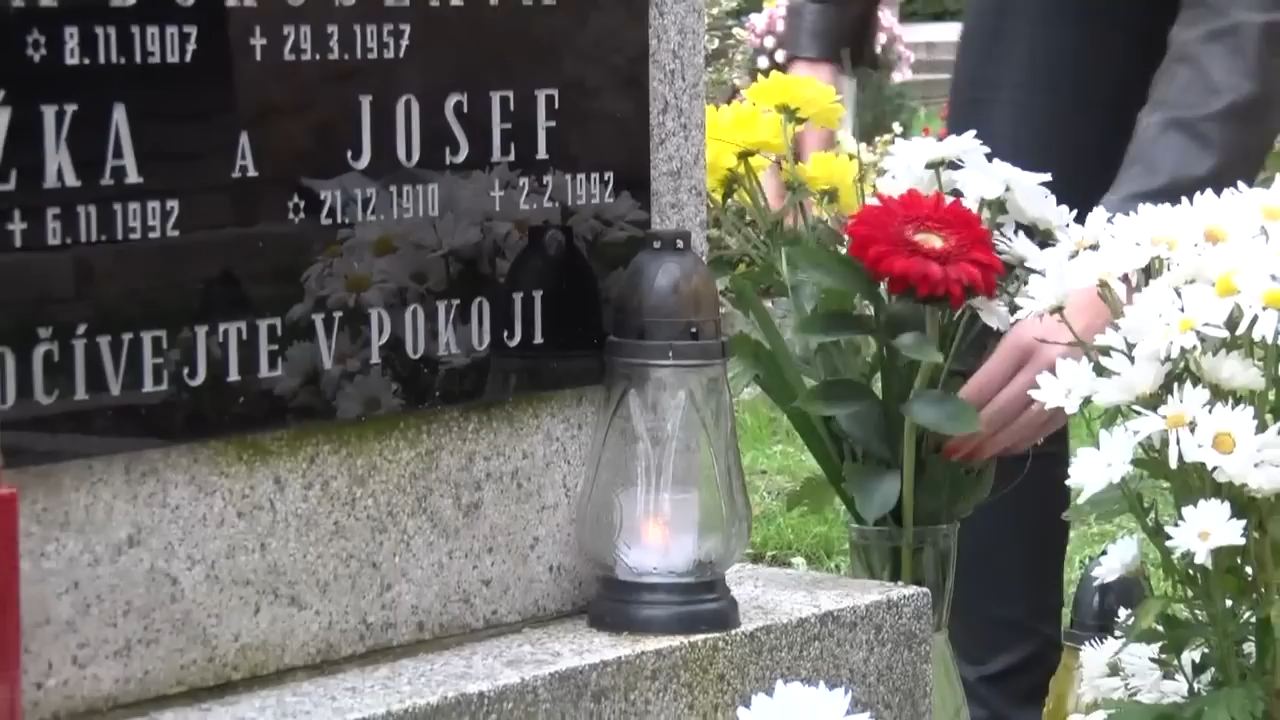 ✡ 8.11.1907 ✝ 29.3.1957
ŽKA A JOSEF
✝ 6.11.1992 ✡ 21.12.1910 ✝ 2.2.1992
OČÍVEJTE V POKOJI